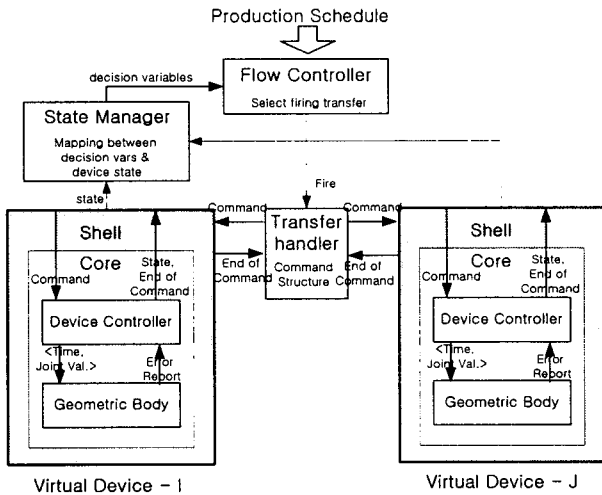 Production Schedule
decision variables
Flow Controller
Select firing transfer
State Manager
Mapping between
decision vars &
device state
state
Fire
Command
Command
Transfer
handler
Command
Structure
End of
Command
End of
Command
Shell
Core
Command
State,
End of
Command
Device Controller
<Time,
Joint Val.>
Error
Report
Geometric Body
Virtual Device - I
Shell
Core
Command
State,
End of
Command
Device Controller
<Time,
Joint Val.>
Error
Report
Geometric Body
Virtual Device - J